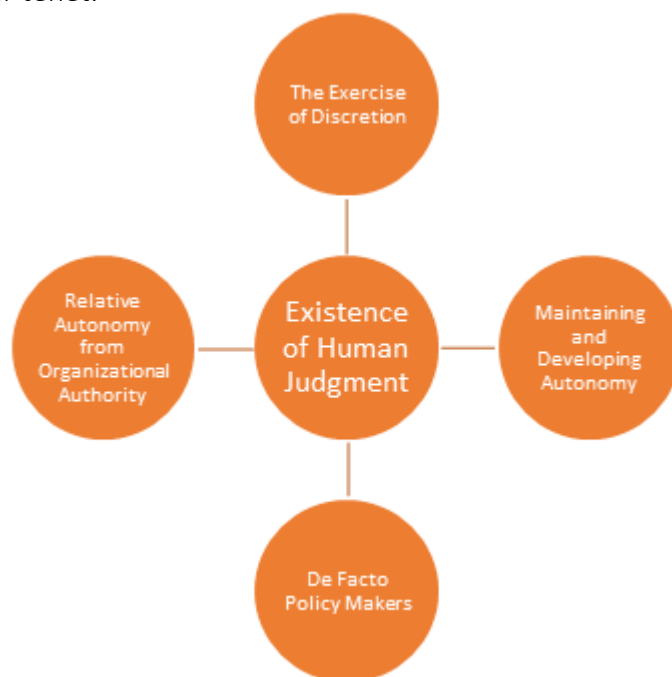 The Exercise
of Discretion
Relative
Autonomy
from
Organizational
Authority
Existence
of Human
Judgment
Maintaining
and
Developing
Autonomy
De Facto
Policy Makers